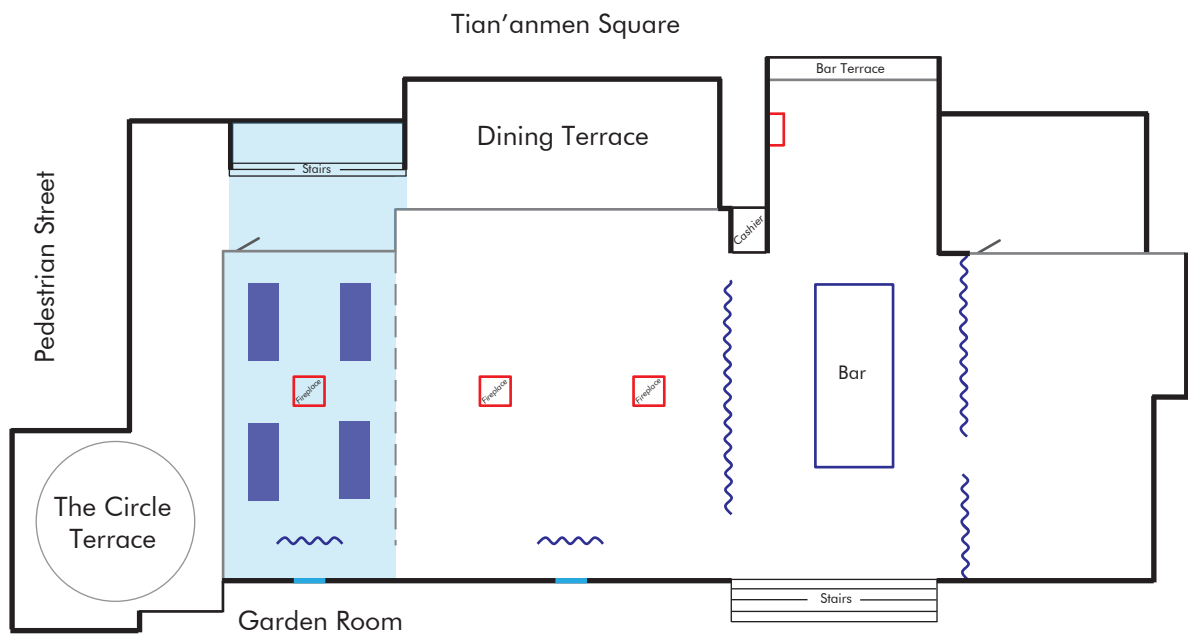 Tian’anmen Square
Bar Terrace
Dining Terrace
Stairs
Pedestrian Street
Cashier
Fireplace
Fireplace
Fireplace
Bar
The Circle
Terrace
Stairs
Garden Room